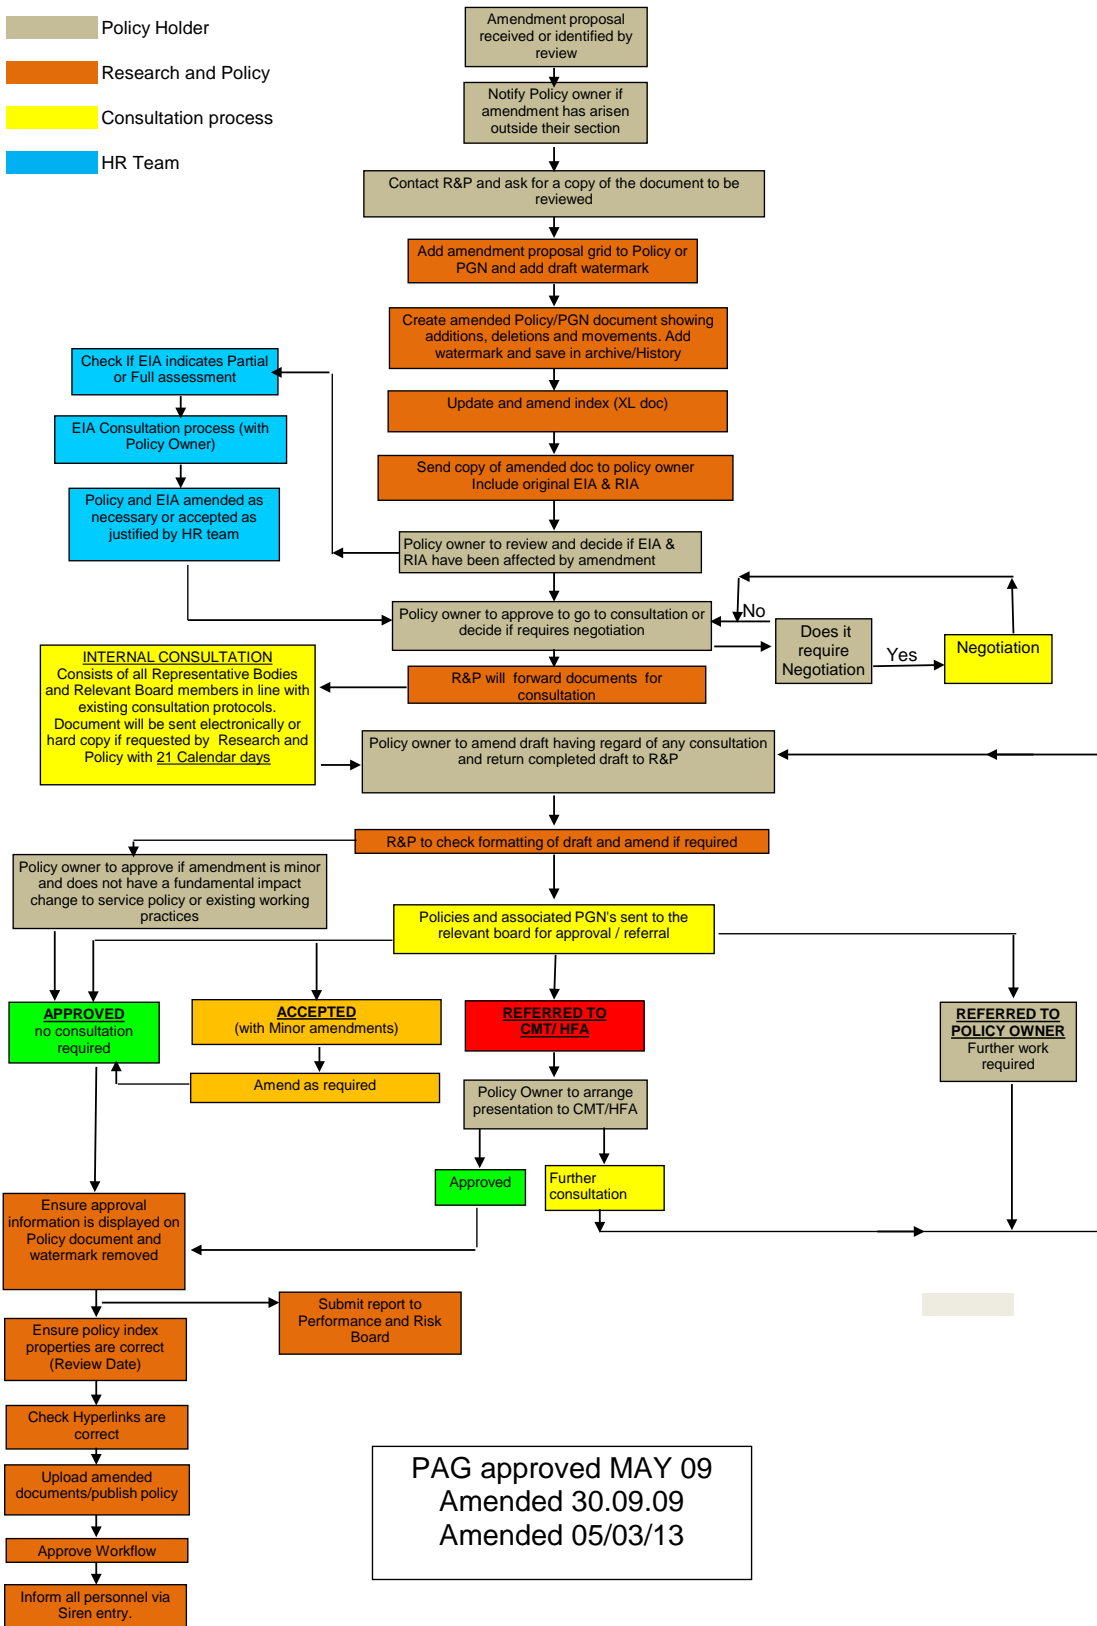 Policy Holder
Research and Policy
Consultation process
HR Team
Amendment proposal
received or identified by
review
Notify Policy owner if
amendment has arisen
outside their section
Contact R&P and ask for a copy of the document to be
reviewed
Add amendment proposal grid to Policy or
PGN and add draft watermark
Create amended Policy/PGN document showing
additions, deletions and movements. Add
watermark and save in archive/History
Check If EIA indicates Partial
or Full assessment
Update and amend index (XL doc)
EIA Consultation process (with
Policy Owner)
Send copy of amended doc to policy owner
Include original EIA & RIA
Policy and EIA amended as
necessary or accepted as
justified by HR team
Policy owner to review and decide if EIA &
RIA have been affected by amendment
Policy owner to approve to go to consultation or
decide if requires negotiation
No
Does it
require
Negotiation
Yes
Negotiation
R&P will forward documents for
consultation
INTERNAL CONSULTATION
Consists of all Representative Bodies
and Relevant Board members in line with
existing consultation protocols.
Document will be sent electronically or
hard copy if requested by Research and
Policy with 21 Calendar days
Policy owner to amend draft having regard of any consultation
and return completed draft to R&P
R&P to check formatting of draft and amend if required
Policy owner to approve if amendment is minor
and does not have a fundamental impact
change to service policy or existing working
practices
Policies and associated PGN's sent to the
relevant board for approval / referral
APPROVED
no consultation
required
ACCEPTED
(with Minor amendments)
REFERRED TO
CMT/ HFA
REFERRED TO
POLICY OWNER
Further work
required
Amend as required
Policy Owner to arrange
presentation to CMT/HFA
Approved
Further
consultation
Ensure approval
information is displayed on
Policy document and
watermark removed
Submit report to
Performance and Risk
Board
Ensure policy index
properties are correct
(Review Date)
Check Hyperlinks are
correct
Upload amended
documents/publish policy
Approve Workflow
Inform all personnel via
Siren entry.
PAG approved MAY 09
Amended 30.09.09
Amended 05/03/13